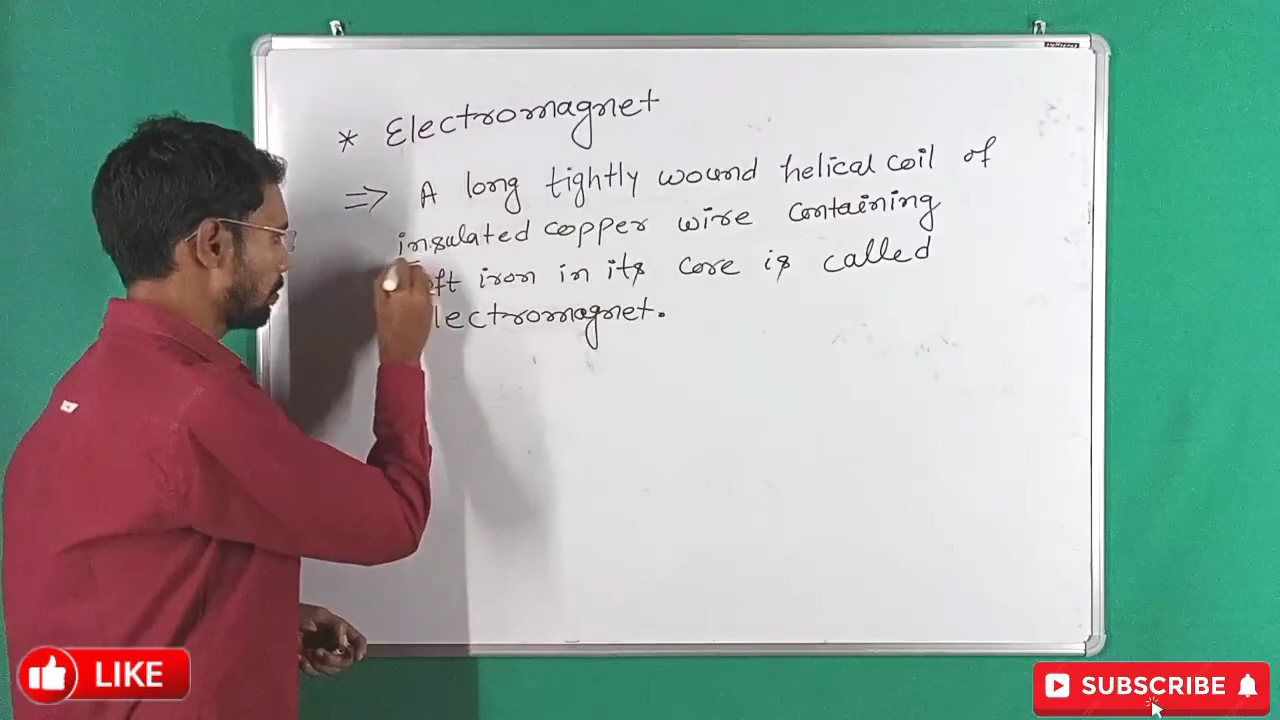 * Electromagnet
⇒ A long tightly wound helical coil of
insulated copper wire containing
iron in its core is called
LIKE
SUBSCRIBE